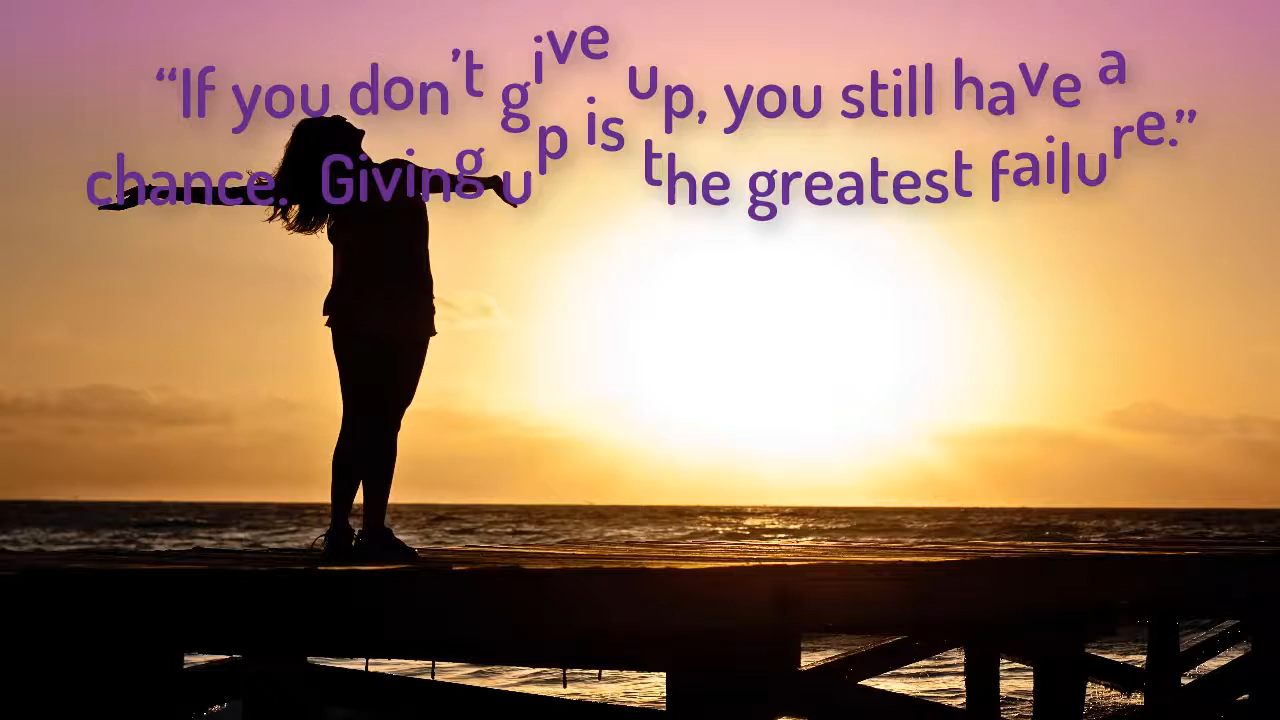 “If you don’t give up, you still have a
chance. Giving up is the greatest failure.”